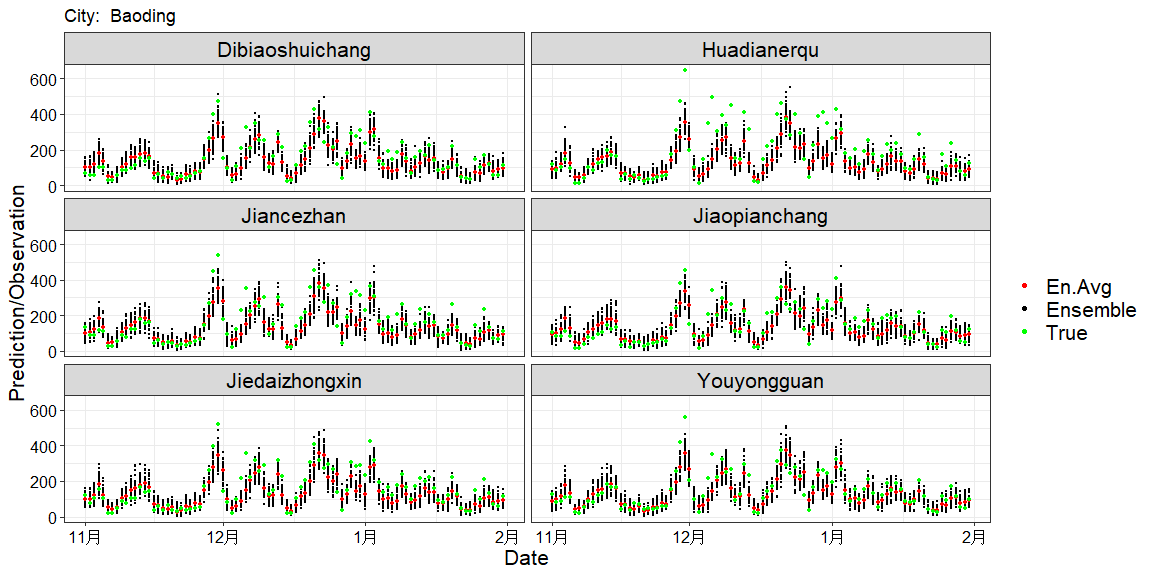 City:  Baoding
Dibiaoshuichang
Huadianerqu
600
400
200
0
Jiancezhan
Jiaopianchang
600
400
200
0
Jiedaizhongxin
Youyongguan
600
400
200
0
11月 12月 1月 2月
11月 12月 1月 2月
Date
Prediction/Observation
En.Avg
Ensemble
True